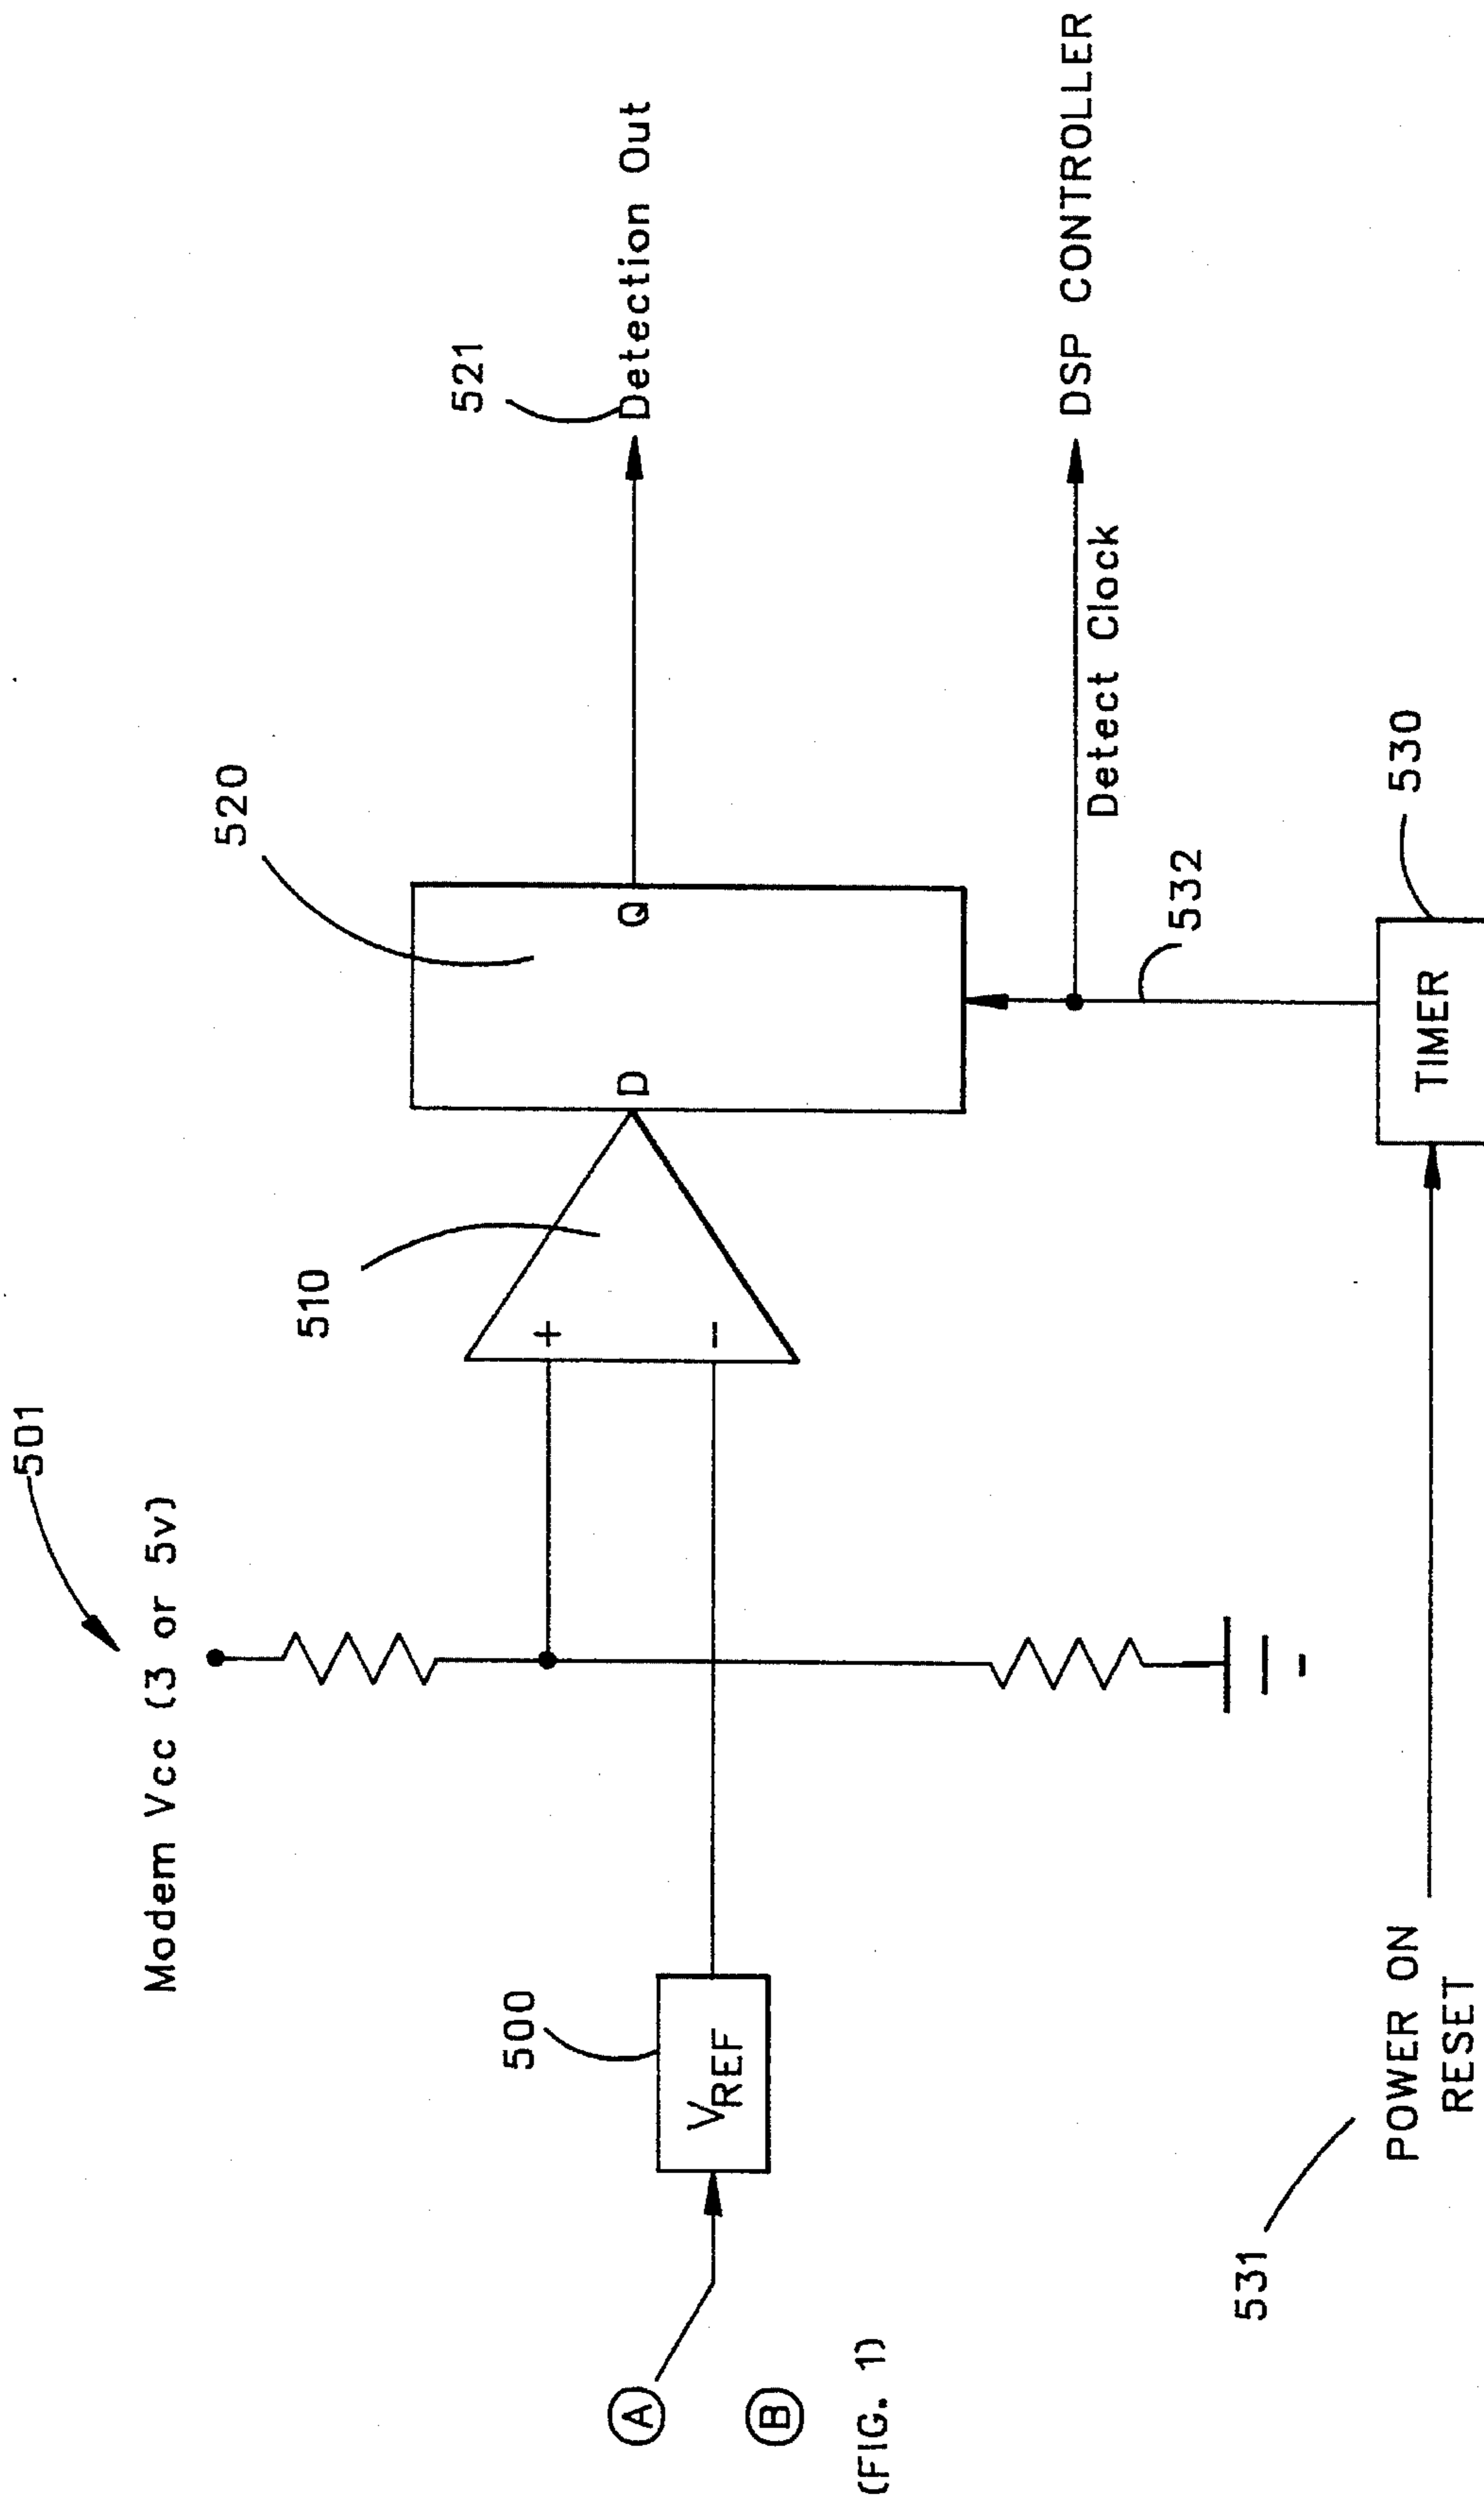 501
Modem Vcc (3 or 5v)
520
510
521
500
A
VREF
+
-
D
Q
Detection Out
B
(FIG. 1)
DSP CONTROLLER
Detect Clock
532
531
530
POWER ON
RESET
TIMER